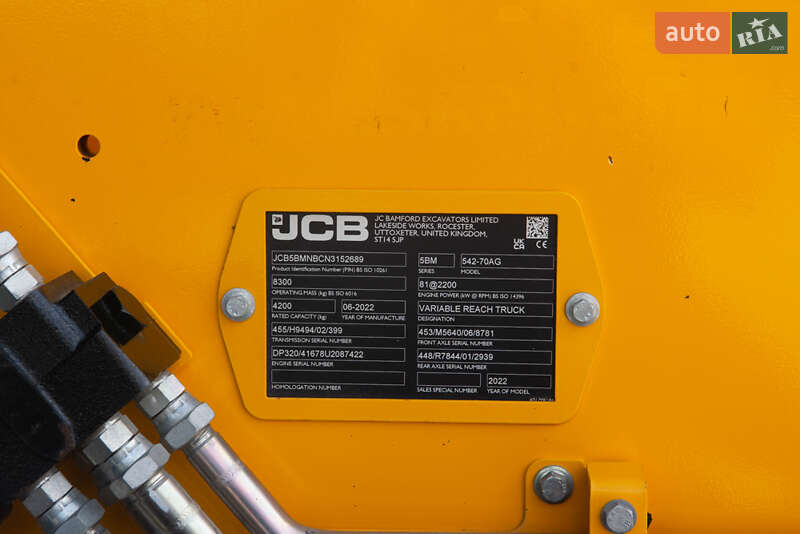 auto RIA .com
JCB
JC BAMFORD EXCAVATORS LIMITED
LAKESIDE WORKS, ROCESTER,
UTTOXETER, UNITED KINGDOM,
ST14 5JP
UK CA CE
JCB5BMNBCN3152689
Product Identification Number (PIN) BS ISO 10261
5BM 542-70AG
SERIES MODEL
8300
OPERATING MASS (kg) BS ISO 6016
81@2200
ENGINE POWER (kW @ RPM) BS ISO 14396
4200 06-2022
RATED CAPACITY (kg) YEAR OF MANUFACTURE
VARIABLE REACH TRUCK
DESIGNATION
455/H9494/02/399
TRANSMISSION SERIAL NUMBER
453/M5640/06/8781
FRONT AXLE SERIAL NUMBER
DP320/41678U2087422
ENGINE SERIAL NUMBER
448/R7844/01/2939
REAR AXLE SERIAL NUMBER
2022
HOMOLOGATION NUMBER
SALES SPECIAL NUMBER YEAR OF MODEL